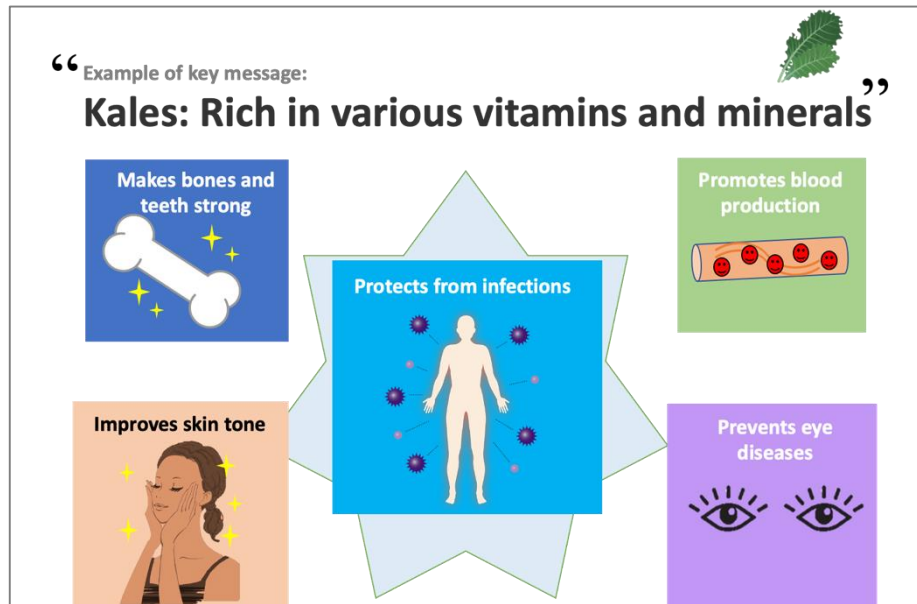 “ Example of key message:
Kales: Rich in various vitamins and minerals ”
Makes bones and
teeth strong
Promotes blood
production
Protects from infections
Improves skin tone
Prevents eye
diseases